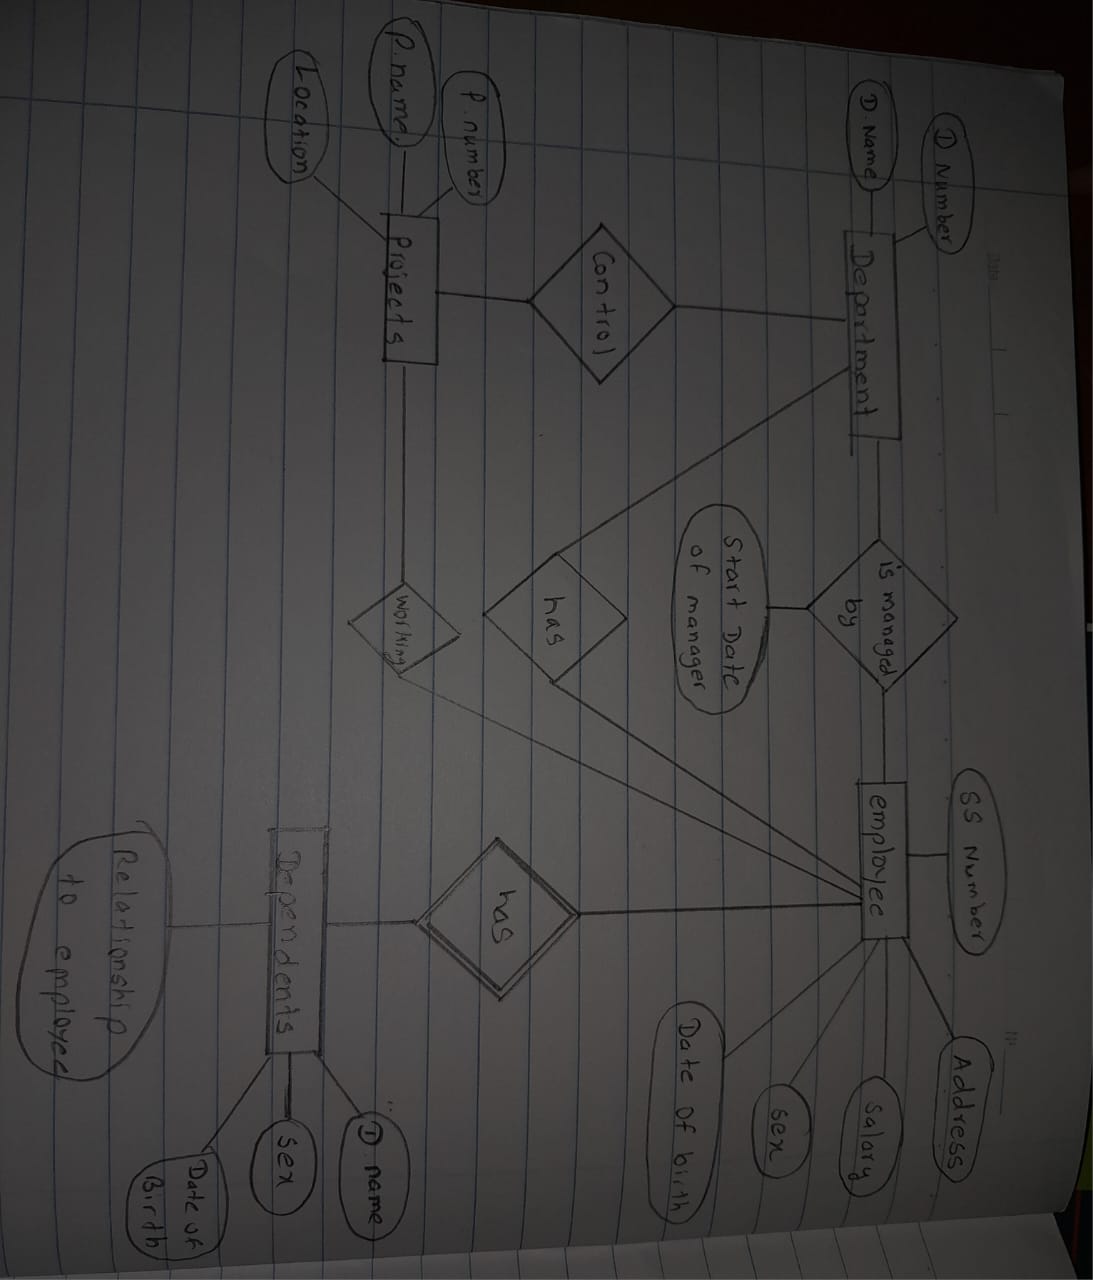 D Number
D. Name
Department
is managed
by
SS Number
employee
Address
Salary
sex
Date of birth
Start Date
of manager
Control
has
P. number
P. name.
Location
Projects
working
has
Dependents
D name
Sex
Date of
Birth
Relationship
to employee